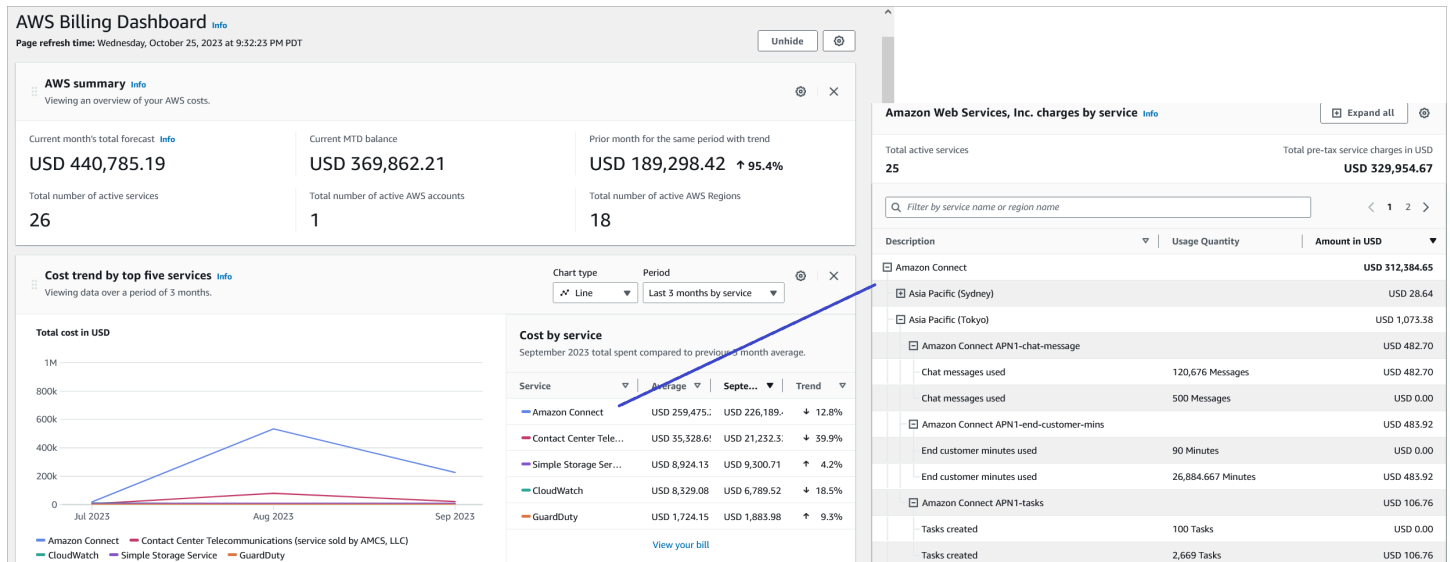 AWS Billing Dashboard Info
Page refresh time: Wednesday, October 25, 2023 at 9:32:23 PM PDT
Unhide
AWS summary Info
Viewing an overview of your AWS costs.
Current month's total forecast Info
USD 440,785.19
Current MTD balance
USD 369,862.21
Prior month for the same period with trend
USD 189,298.42 ↑ 95.4%
Total number of active services
26
Total number of active AWS accounts
1
Total number of active AWS Regions
18
Cost trend by top five services Info
Viewing data over a period of 3 months.
Chart type
Line
Period
Last 3 months by service
Total cost in USD
1M
800k
600k
400k
200k
0
Jul 2023 Aug 2023 Sep 2023
Amazon Connect Contact Center Telecommunications (service sold by AMCS, LLC)
CloudWatch Simple Storage Service GuardDuty
Cost by service
September 2023 total spent compared to previous 3 month average.
Service Average Septe... Trend
Amazon Connect USD 259,475. USD 226,189. ↓ 12.8%
Contact Center Tele... USD 35,328.6 USD 21,232.3 ↓ 39.9%
Simple Storage Ser... USD 8,924.13 USD 9,300.71 ↑ 4.2%
CloudWatch USD 8,329.08 USD 6,789.52 ↓ 18.5%
GuardDuty USD 1,724.15 USD 1,883.98 ↑ 9.3%
View your bill
Amazon Web Services, Inc. charges by service Info
Expand all
Total active services
25
Total pre-tax service charges in USD
USD 329,954.67
Filter by service name or region name
1 2
Description Usage Quantity Amount in USD
Amazon Connect USD 312,384.65
Asia Pacific (Sydney) USD 28.64
Asia Pacific (Tokyo) USD 1,073.38
Amazon Connect APN1-chat-message USD 482.70
Chat messages used 120,676 Messages USD 482.70
Chat messages used 500 Messages USD 0.00
Amazon Connect APN1-end-customer-mins USD 483.92
End customer minutes used 90 Minutes USD 0.00
End customer minutes used 26,884.667 Minutes USD 483.92
Amazon Connect APN1-tasks USD 106.76
Tasks created 100 Tasks USD 0.00
Tasks created 2,669 Tasks USD 106.76